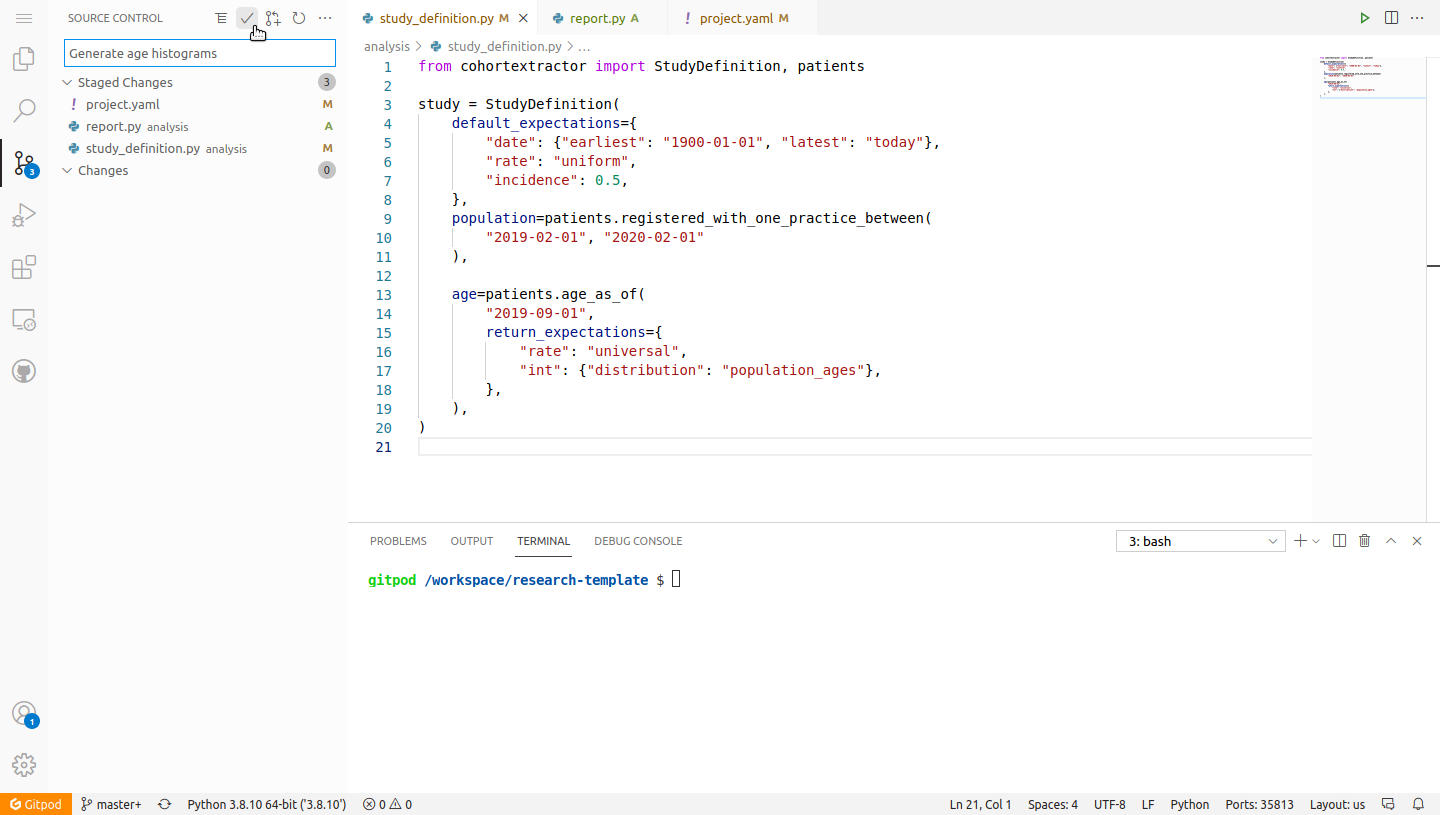 SOURCE CONTROL
Generate age histograms
Staged Changes 3
! project.yaml M
report.py analysis A
study_definition.py analysis M
Changes 0
3
1
study_definition.py M
report.py A
! project.yaml M
analysis > study_definition.py > ...
1 from cohortextractor import StudyDefinition, patients
2
3 study = StudyDefinition(
4 default_expectations={
5 "date": {"earliest": "1900-01-01", "latest": "today"},
6 "rate": "uniform",
7 "incidence": 0.5,
8 },
9 population=patients.registered_with_one_practice_between(
10 "2019-02-01", "2020-02-01"
11 ),
12
13 age=patients.age_as_of(
14 "2019-09-01",
15 return_expectations={
16 "rate": "universal",
17 "int": {"distribution": "population_ages"},
18 },
19 ),
20 )
21
PROBLEMS OUTPUT TERMINAL DEBUG CONSOLE 3: bash
gitpod /workspace/research-template $
Gitpod master+ Python 3.8.10 64-bit ('3.8.10') 0 0 Ln 21, Col 1 Spaces: 4 UTF-8 LF Python Ports: 35813 Layout: us